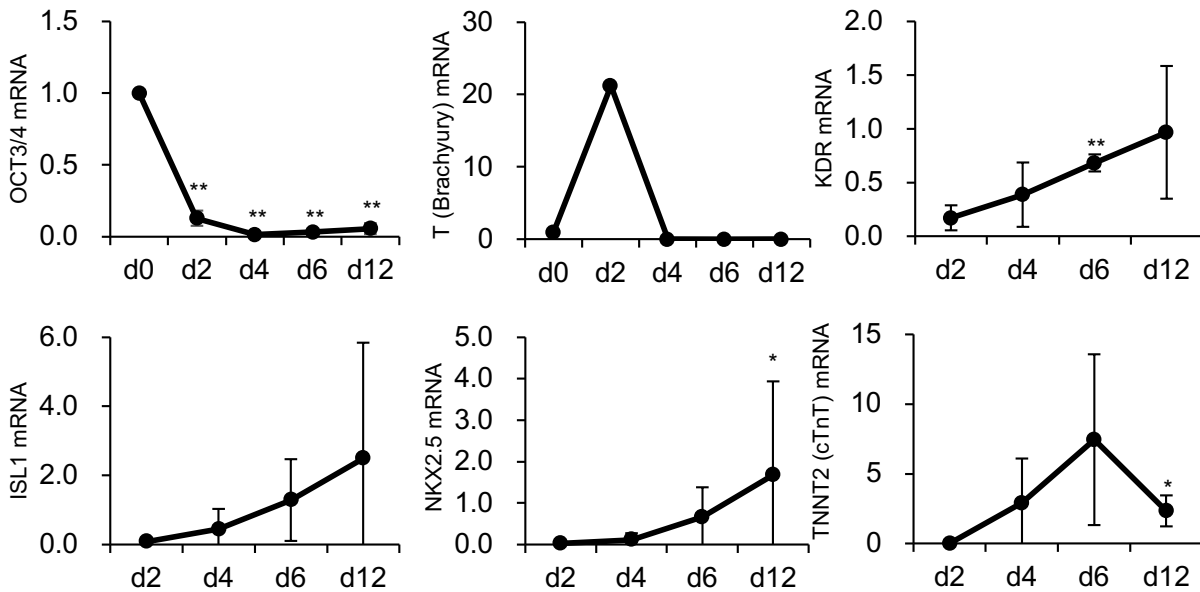 OCT3/4 mRNA
1.5
1.0
0.5
0.0
**
**
**
**
d0 d2 d4 d6 d12
T (Brachyury) mRNA
30
20
10
0
d0 d2 d4 d6 d12
KDR mRNA
2.0
1.5
1.0
0.5
0.0
**
d2 d4 d6 d12
ISL1 mRNA
6.0
4.0
2.0
0.0
d2 d4 d6 d12
NKX2.5 mRNA
5.0
4.0
3.0
2.0
1.0
0.0
*
d2 d4 d6 d12
TNNT2 (cTnT) mRNA
15
10
5
0
*
d2 d4 d6 d12